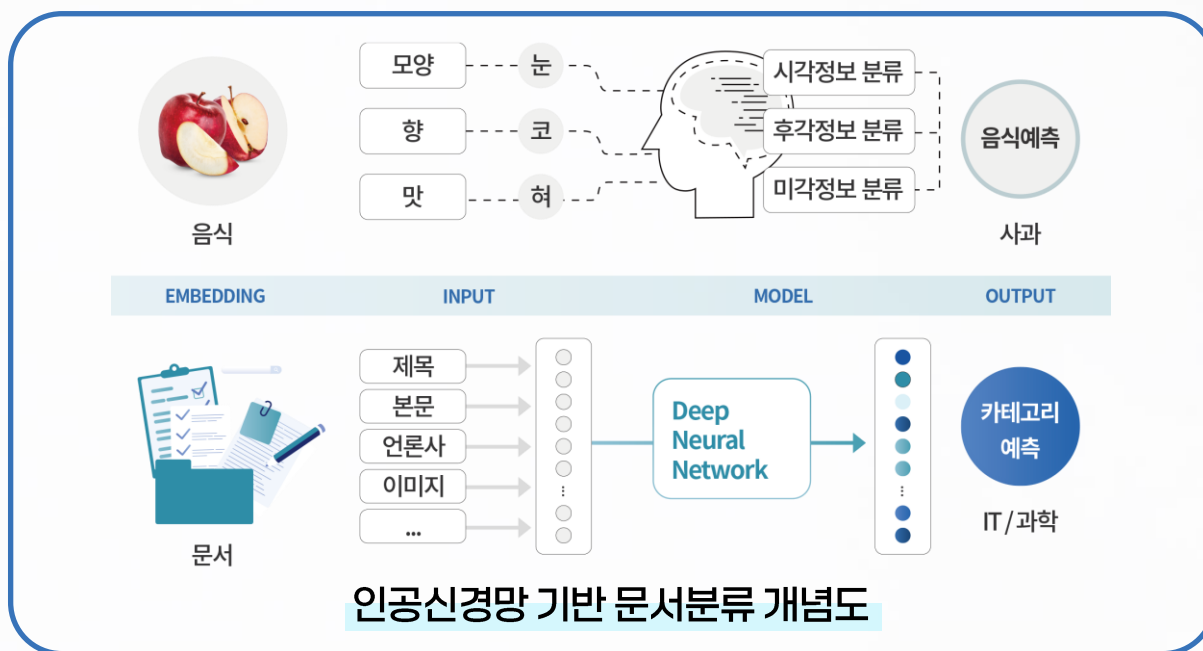 모양
눈
시각정보 분류
향
코
후각정보 분류
음식예측
맛
혀
미각정보 분류
음식
사과
EMBEDDING
INPUT
MODEL
OUTPUT
제목
본문
언론사
이미지
...
Deep
Neural
Network
카테고리
예측
문서
IT / 과학
인공신경망 기반 문서분류 개념도